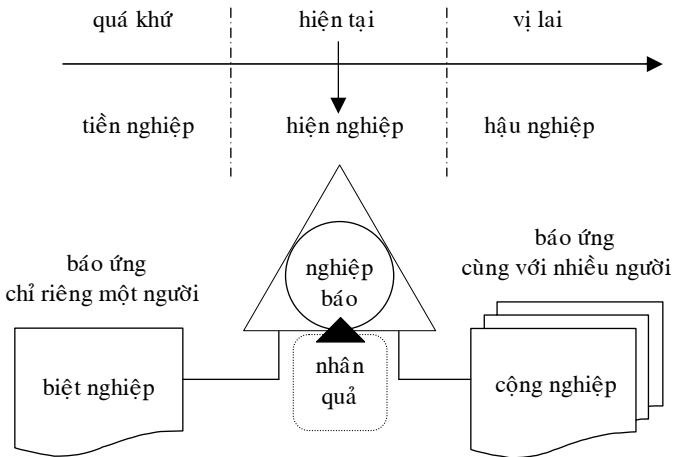 quá khứ
hiện tại
vị lai
tiền nghiệp
hiện nghiệp
hậu nghiệp
báo ứng
chỉ riêng một người
nghiệp
báo
báo ứng
cùng với nhiều người
biệt nghiệp
nhân
quả
cộng nghiệp